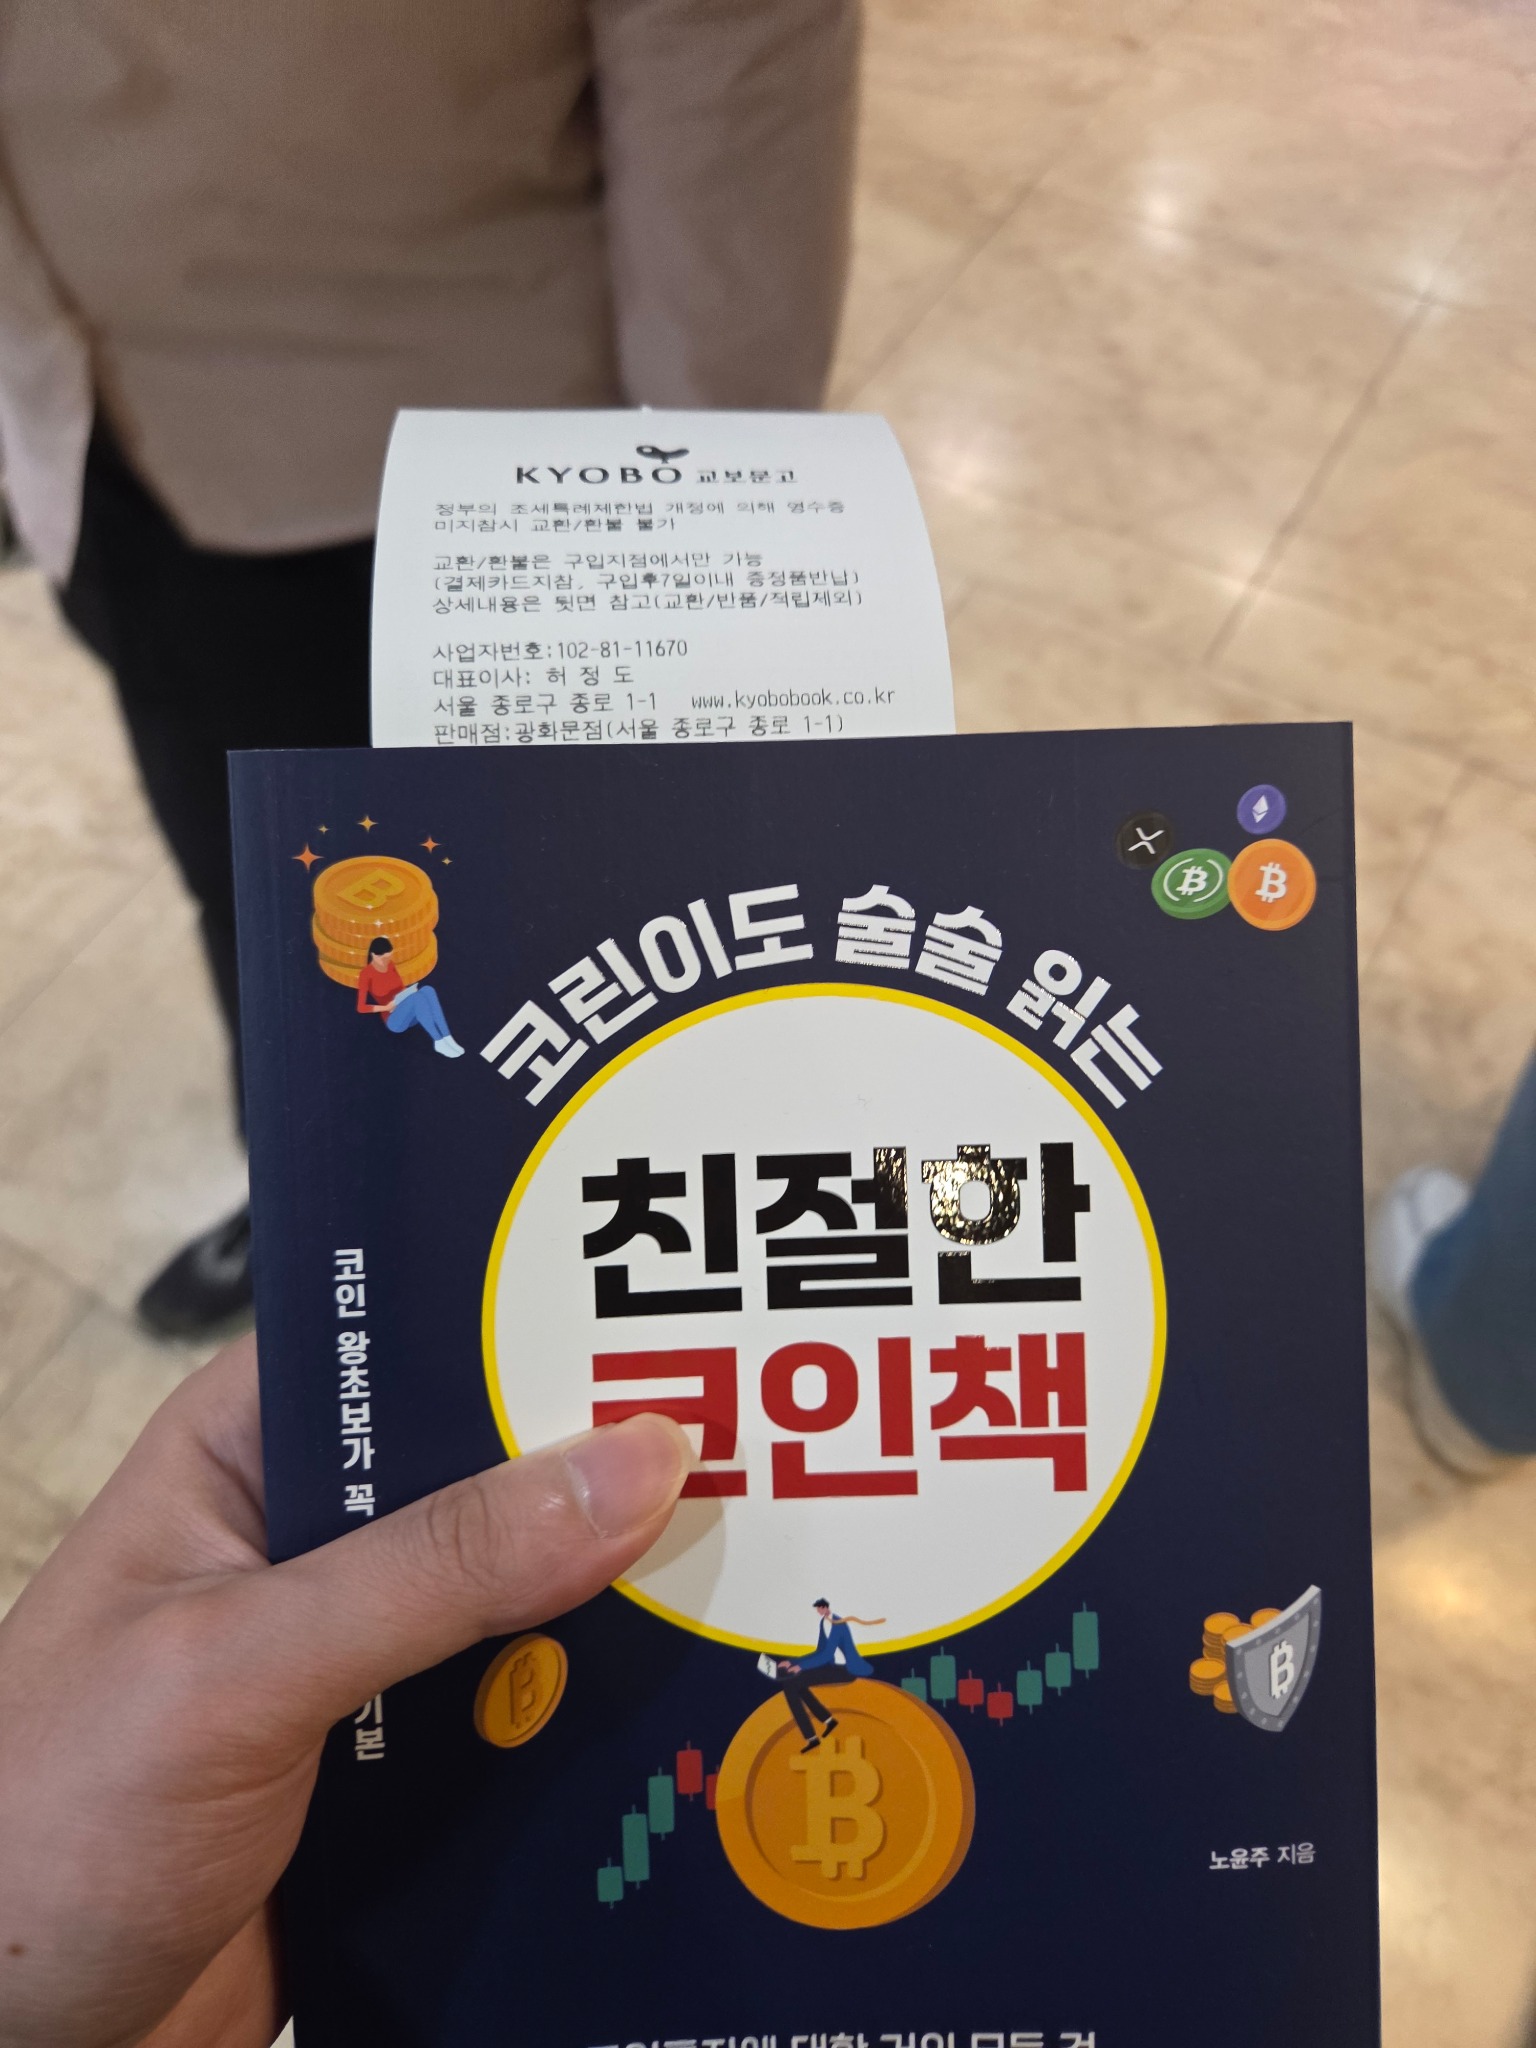 KYOBO 교보문고
정부의 조세특례제한법 개정에 의해 영수증
미지참시 교환/환불 불가
교환/환불은 구입지점에서만 가능
(결제카드지참, 구입후7일이내 증정품반납)
상세내용은 뒷면 참고(교환/반품/적립제외)
사업자번호:102-81-11670
대표이사: 허 정 도
서울 종로구 종로 1-1 www.kyobobook.co.kr
판매점:광화문점(서울 종로구 종로 1-1)
코린이도 술술 읽는
친절한
코인책
코인 왕초보가 꼭
기본
노윤주 지음
대한 거의 모든 것